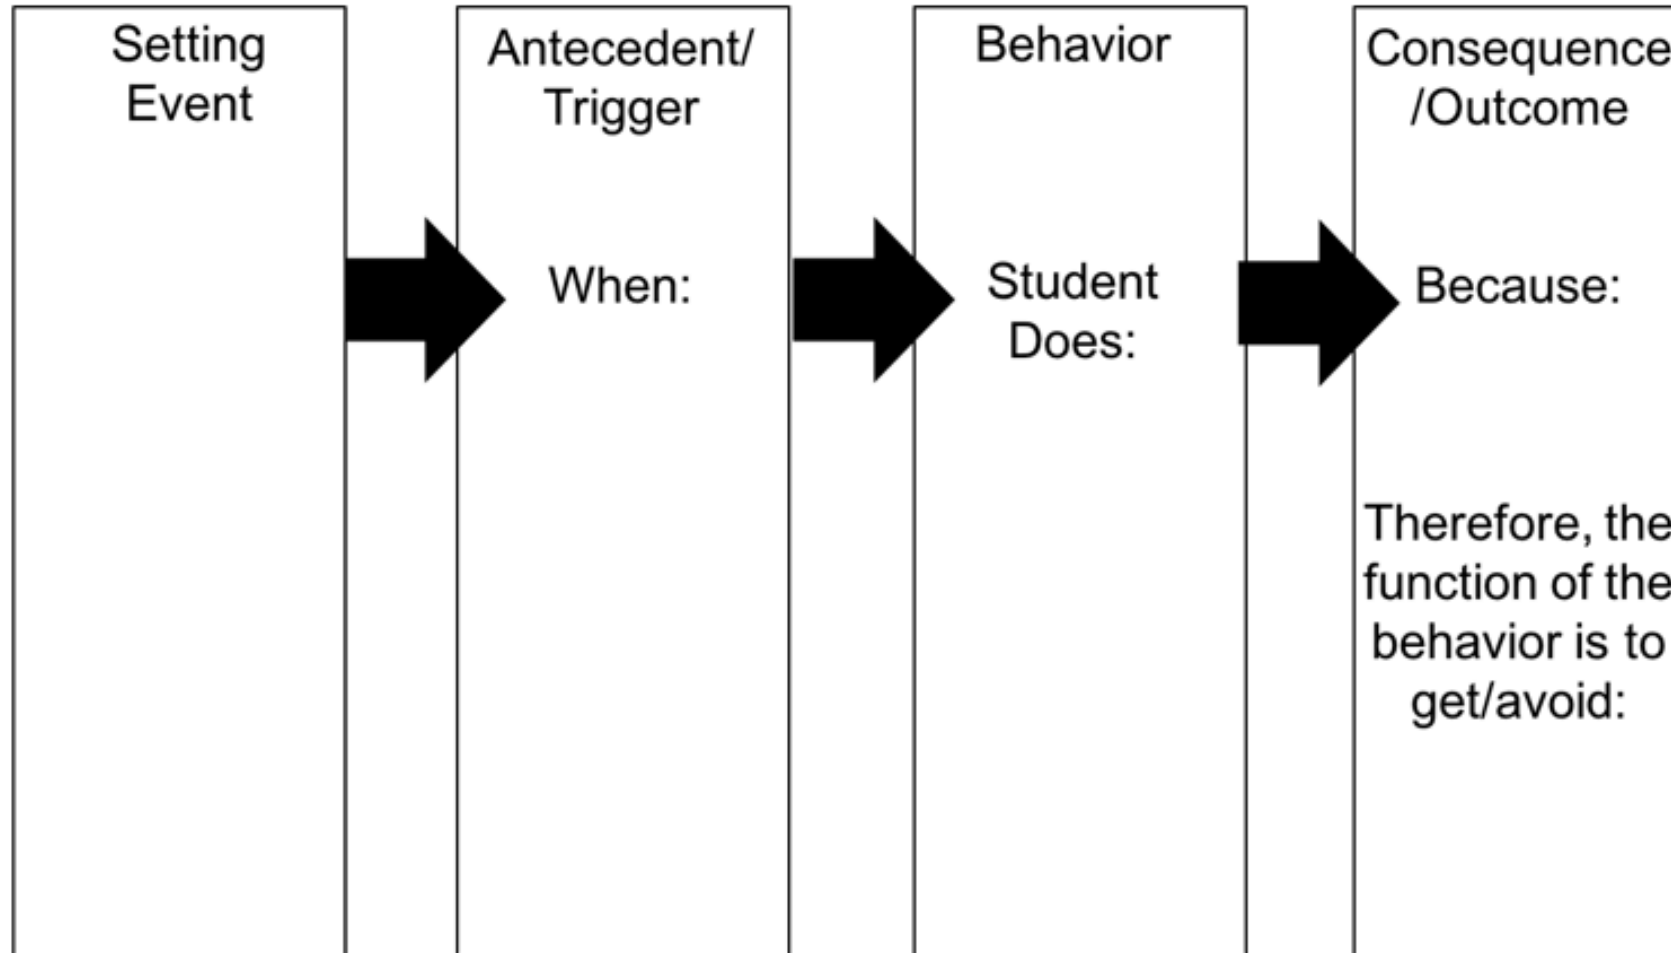 Setting
Event
Antecedent/
Trigger
When:
Behavior
Student
Does:
Consequence
/Outcome
Because:
Therefore, the
function of the
behavior is to
get/avoid: